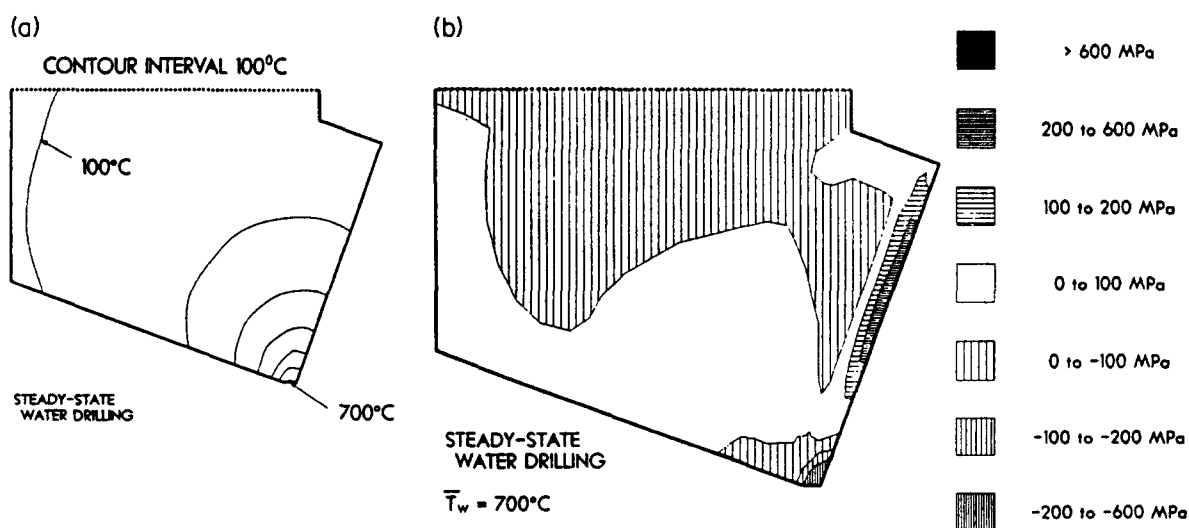 (a)
CONTOUR INTERVAL 100°C
100°C
STEADY-STATE
WATER DRILLING
700°C
(b)
STEADY-STATE
WATER DRILLING
T̅w = 700°C
> 600 MPa
200 to 600 MPa
100 to 200 MPa
0 to 100 MPa
0 to -100 MPa
-100 to -200 MPa
-200 to -600 MPa